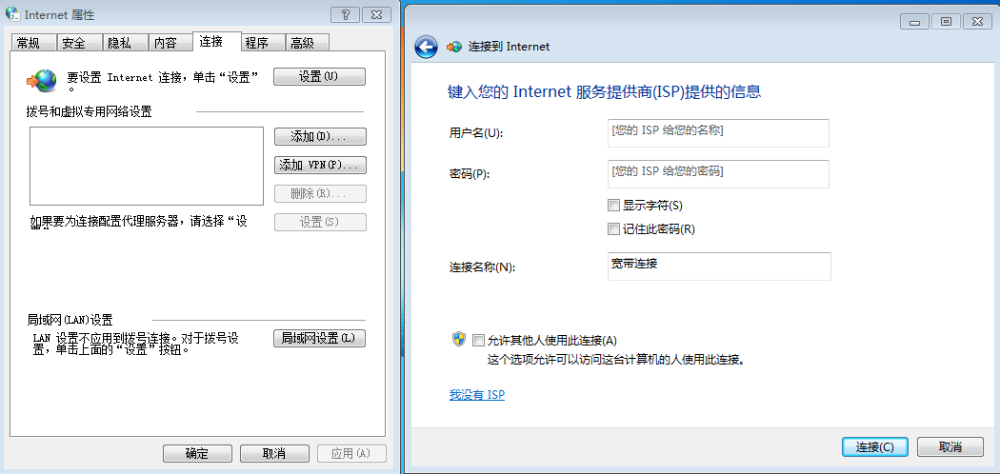 Internet 属性
常规 安全 隐私 内容 连接 程序 高级
要设置 Internet 连接，单击“设置”
。
设置(U)
拨号和虚拟专用网络设置
添加(D)...
添加 VPN(P)...
删除(R)...
如果要为连接配置代理服务器，请选择“设
设置(S)
局域网(LAN)设置
LAN 设置不应用到拨号连接。对于拨号设
置，单击上面的“设置”按钮。
局域网设置(L)
确定 取消 应用(A)
连接到 Internet
键入您的 Internet 服务提供商(ISP)提供的信息
用户名(U): [您的 ISP 给您的名称]
密码(P): [您的 ISP 给您的密码]
显示字符(S)
记住此密码(R)
连接名称(N): 宽带连接
允许其他人使用此连接(A)
这个选项允许可以访问这台计算机的人使用此连接。
我没有 ISP
连接(C) 取消